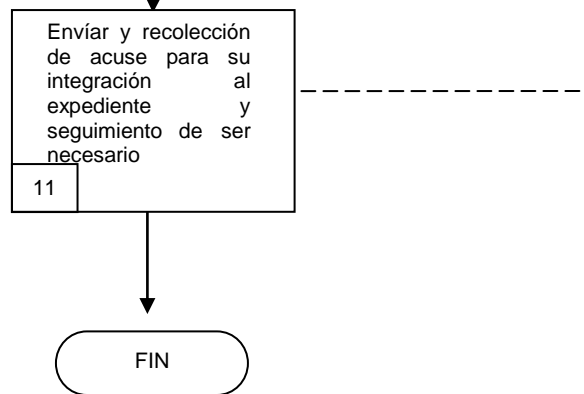 Envíar y recolección
de acuse para su
integración al
expediente y
seguimiento de ser
necesario
11
FIN